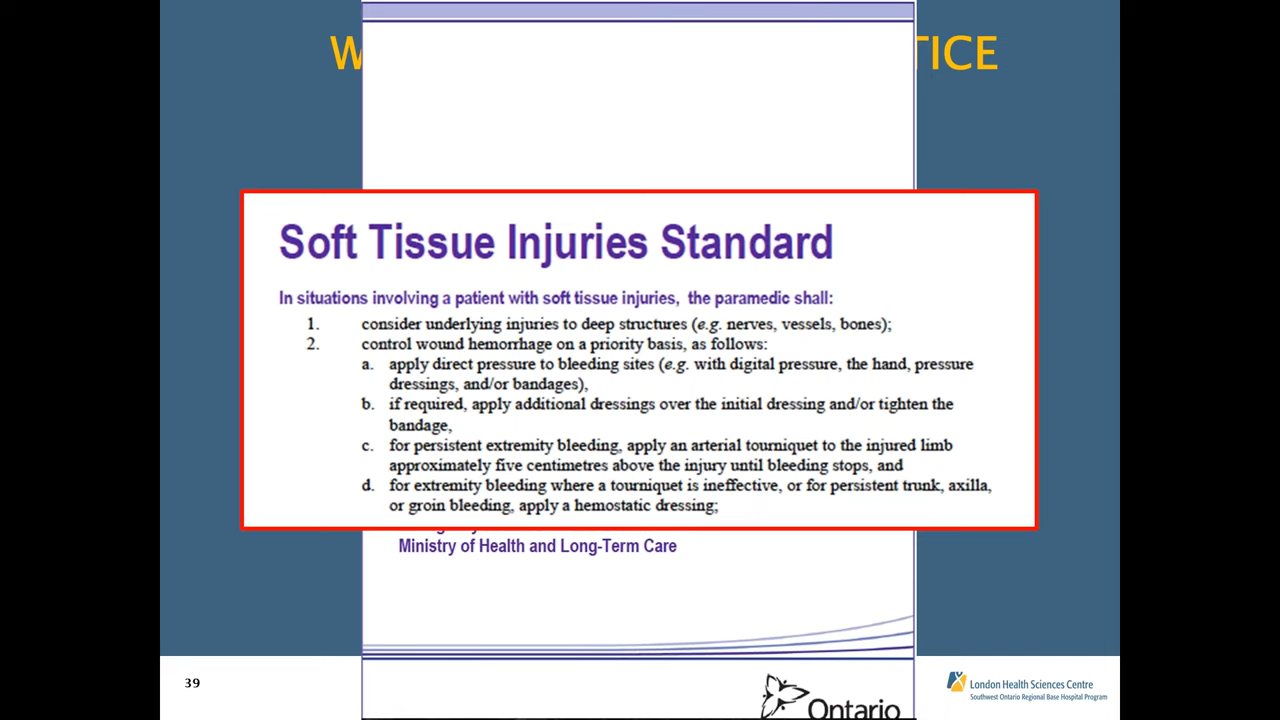 W TICE
Soft Tissue Injuries Standard
In situations involving a patient with soft tissue injuries, the paramedic shall:
1. consider underlying injuries to deep structures (e.g. nerves, vessels, bones);
2. control wound hemorrhage on a priority basis, as follows:
a. apply direct pressure to bleeding sites (e.g. with digital pressure, the hand, pressure
dressings, and/or bandages),
b. if required, apply additional dressings over the initial dressing and/or tighten the
bandage,
c. for persistent extremity bleeding, apply an arterial tourniquet to the injured limb
approximately five centimetres above the injury until bleeding stops, and
d. for extremity bleeding where a tourniquet is ineffective, or for persistent trunk, axilla,
or groin bleeding, apply a hemostatic dressing;
Ministry of Health and Long-Term Care
39
Ontario
London Health Sciences Centre
Southwest Ontario Regional Base Hospital Program